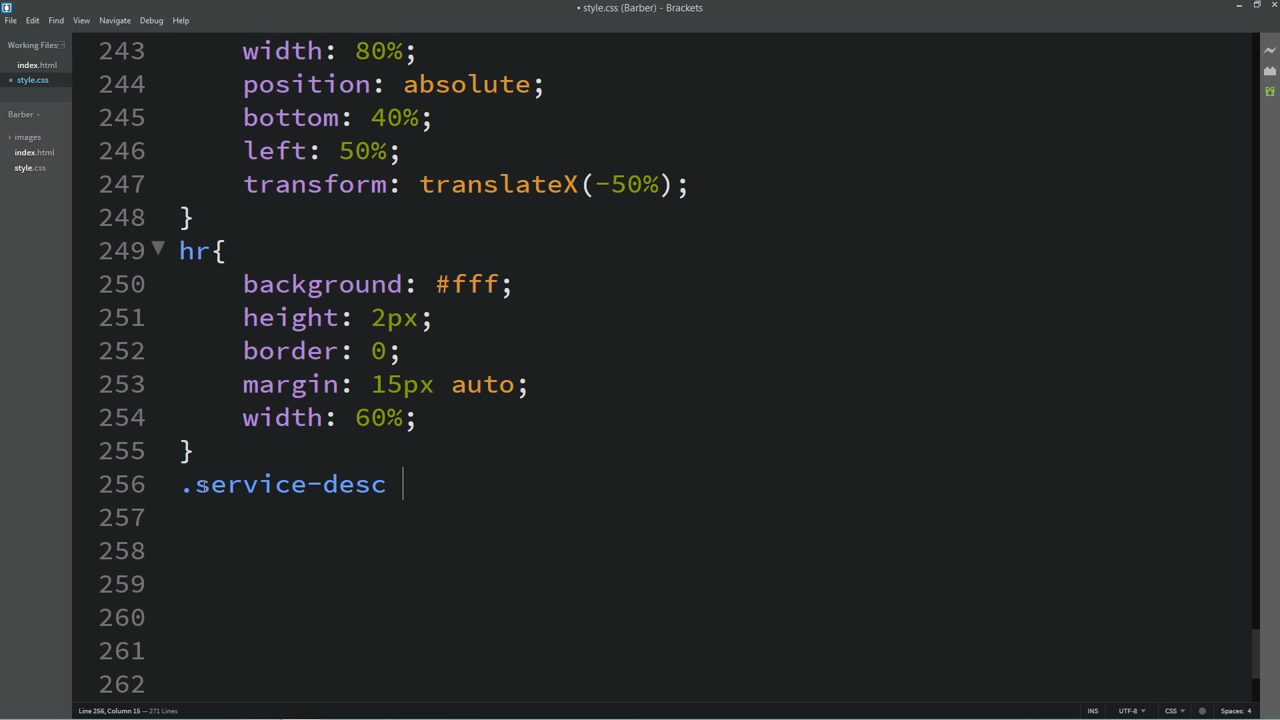 • style.css (Barber) - Brackets
File Edit Find View Navigate Debug Help
Working Files
index.html
• style.css
Barber
images
index.html
style.css
243 width: 80%;
244 position: absolute;
245 bottom: 40%;
246 left: 50%;
247 transform: translateX(-50%);
248 }
249 hr{
250 background: #fff;
251 height: 2px;
252 border: 0;
253 margin: 15px auto;
254 width: 60%;
255 }
256 .service-desc
257
258
259
260
261
262
Line 256, Column 15 — 271 Lines
INS UTF-8 CSS Spaces: 4